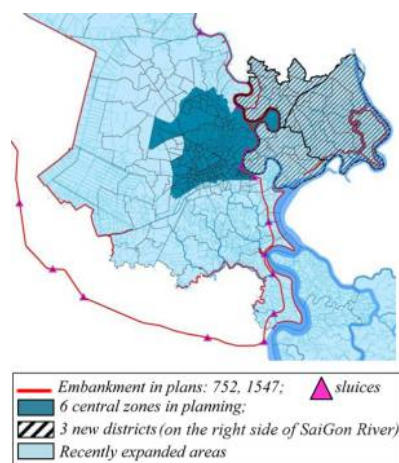 Embankment in plans: 752, 1547; sluices
6 central zones in planning;
3 new districts (on the right side of SaiGon River)
Recently expanded areas